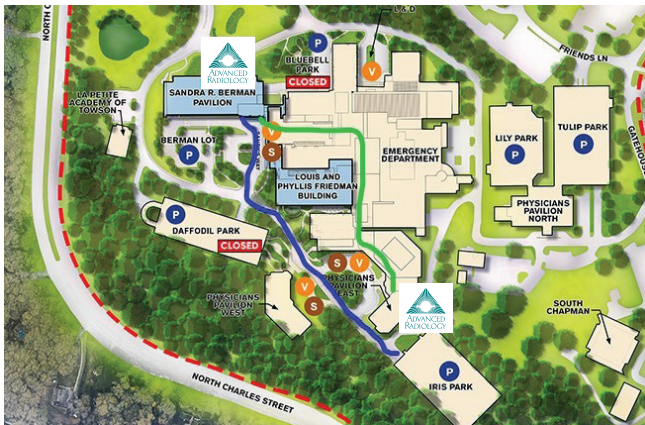 NORTH C
L & D
V
P
BLUEBELL
PARK
CLOSED
FRIENDS LN
ADVANCED
RADIOLOGY
SANDRA R. BERMAN
PAVILION
LA PETITE
ACADEMY OF
TOWSON
BERMAN LOT
P
V
S
EMERGENCY
DEPARTMENT
LILY PARK
P
TULIP PARK
P
GATEHOUS
LOUIS AND
PHYLLIS FRIEDMAN
BUILDING
PHYSICIANS
PAVILION
NORTH
P
DAFFODIL PARK
CLOSED
S
V
PHYSICIANS
PAVILION
EAST
V
S
PHYSICIANS
PAVILION
WEST
ADVANCED
RADIOLOGY
SOUTH
CHAPMAN
P
IRIS PARK
NORTH CHARLES STREET